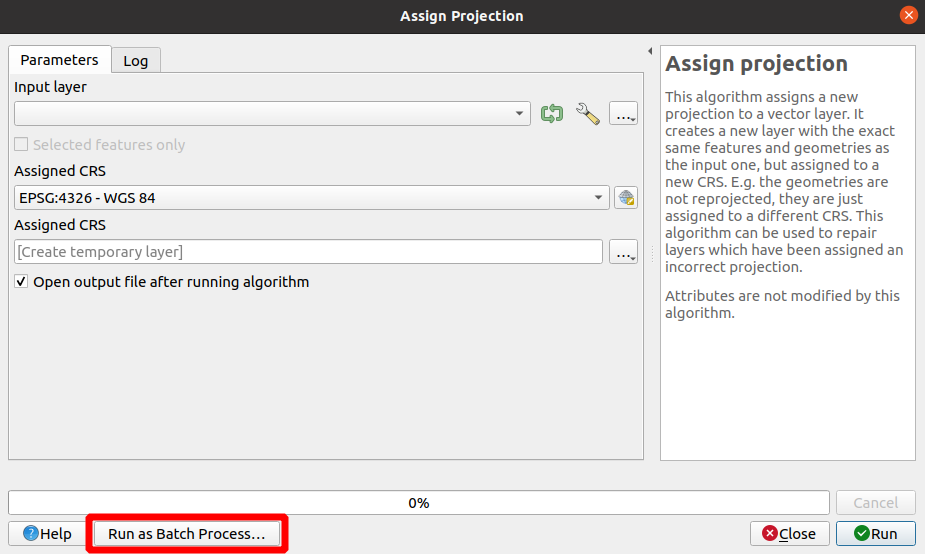 Assign Projection
Parameters
Log
Input layer
...
Selected features only
Assigned CRS
EPSG:4326 - WGS 84
Assigned CRS
[Create temporary layer]
...
Open output file after running algorithm
Assign projection
This algorithm assigns a new
projection to a vector layer. It
creates a new layer with the exact
same features and geometries as
the input one, but assigned to a
new CRS. E.g. the geometries are
not reprojected, they are just
assigned to a different CRS. This
algorithm can be used to repair
layers which have been assigned an
incorrect projection.
Attributes are not modified by this
algorithm.
0%
Cancel
Help
Run as Batch Process...
Close
Run